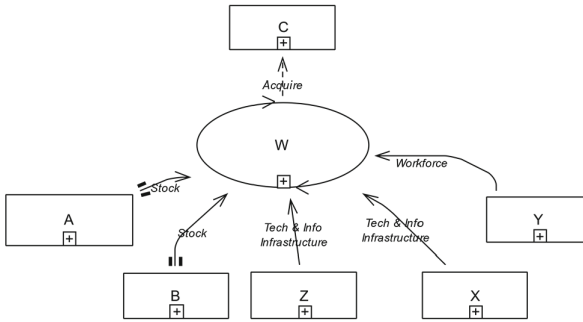 C
Acquire
W
Workforce
Stock
A
Y
Stock
Tech & Info
Infrastructure
Tech & Info
Infrastructure
B
Z
X